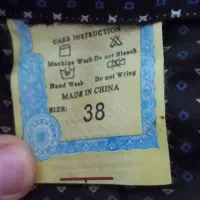 CARE INSTRUCTION
Machine Wash Do not Bleach
Hand Wash Do not Wring
MADE IN CHINA
SIZE: 38